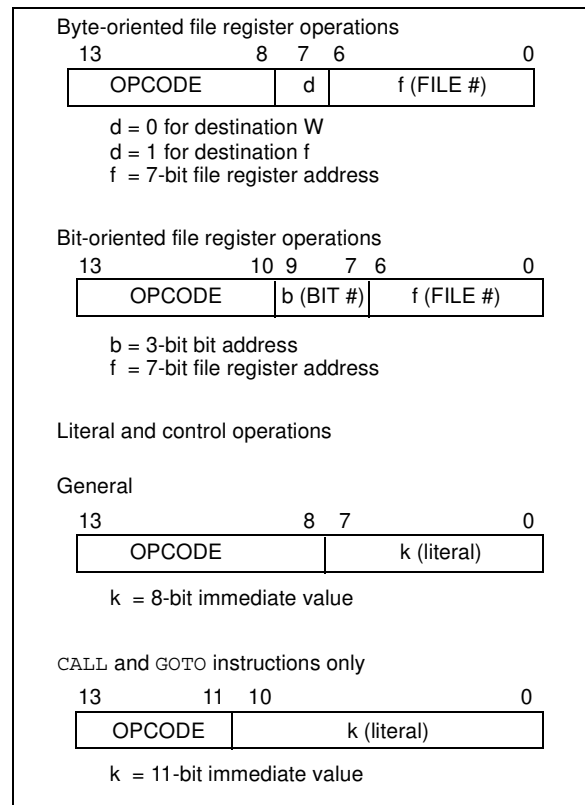 Byte-oriented file register operations
13 8 7 6 0
OPCODE d f (FILE #)
d = 0 for destination W
d = 1 for destination f
f = 7-bit file register address
Bit-oriented file register operations
13 10 9 7 6 0
OPCODE b (BIT #) f (FILE #)
b = 3-bit bit address
f = 7-bit file register address
Literal and control operations
General
13 8 7 0
OPCODE k (literal)
k = 8-bit immediate value
CALL and GOTO instructions only
13 11 10 0
OPCODE k (literal)
k = 11-bit immediate value